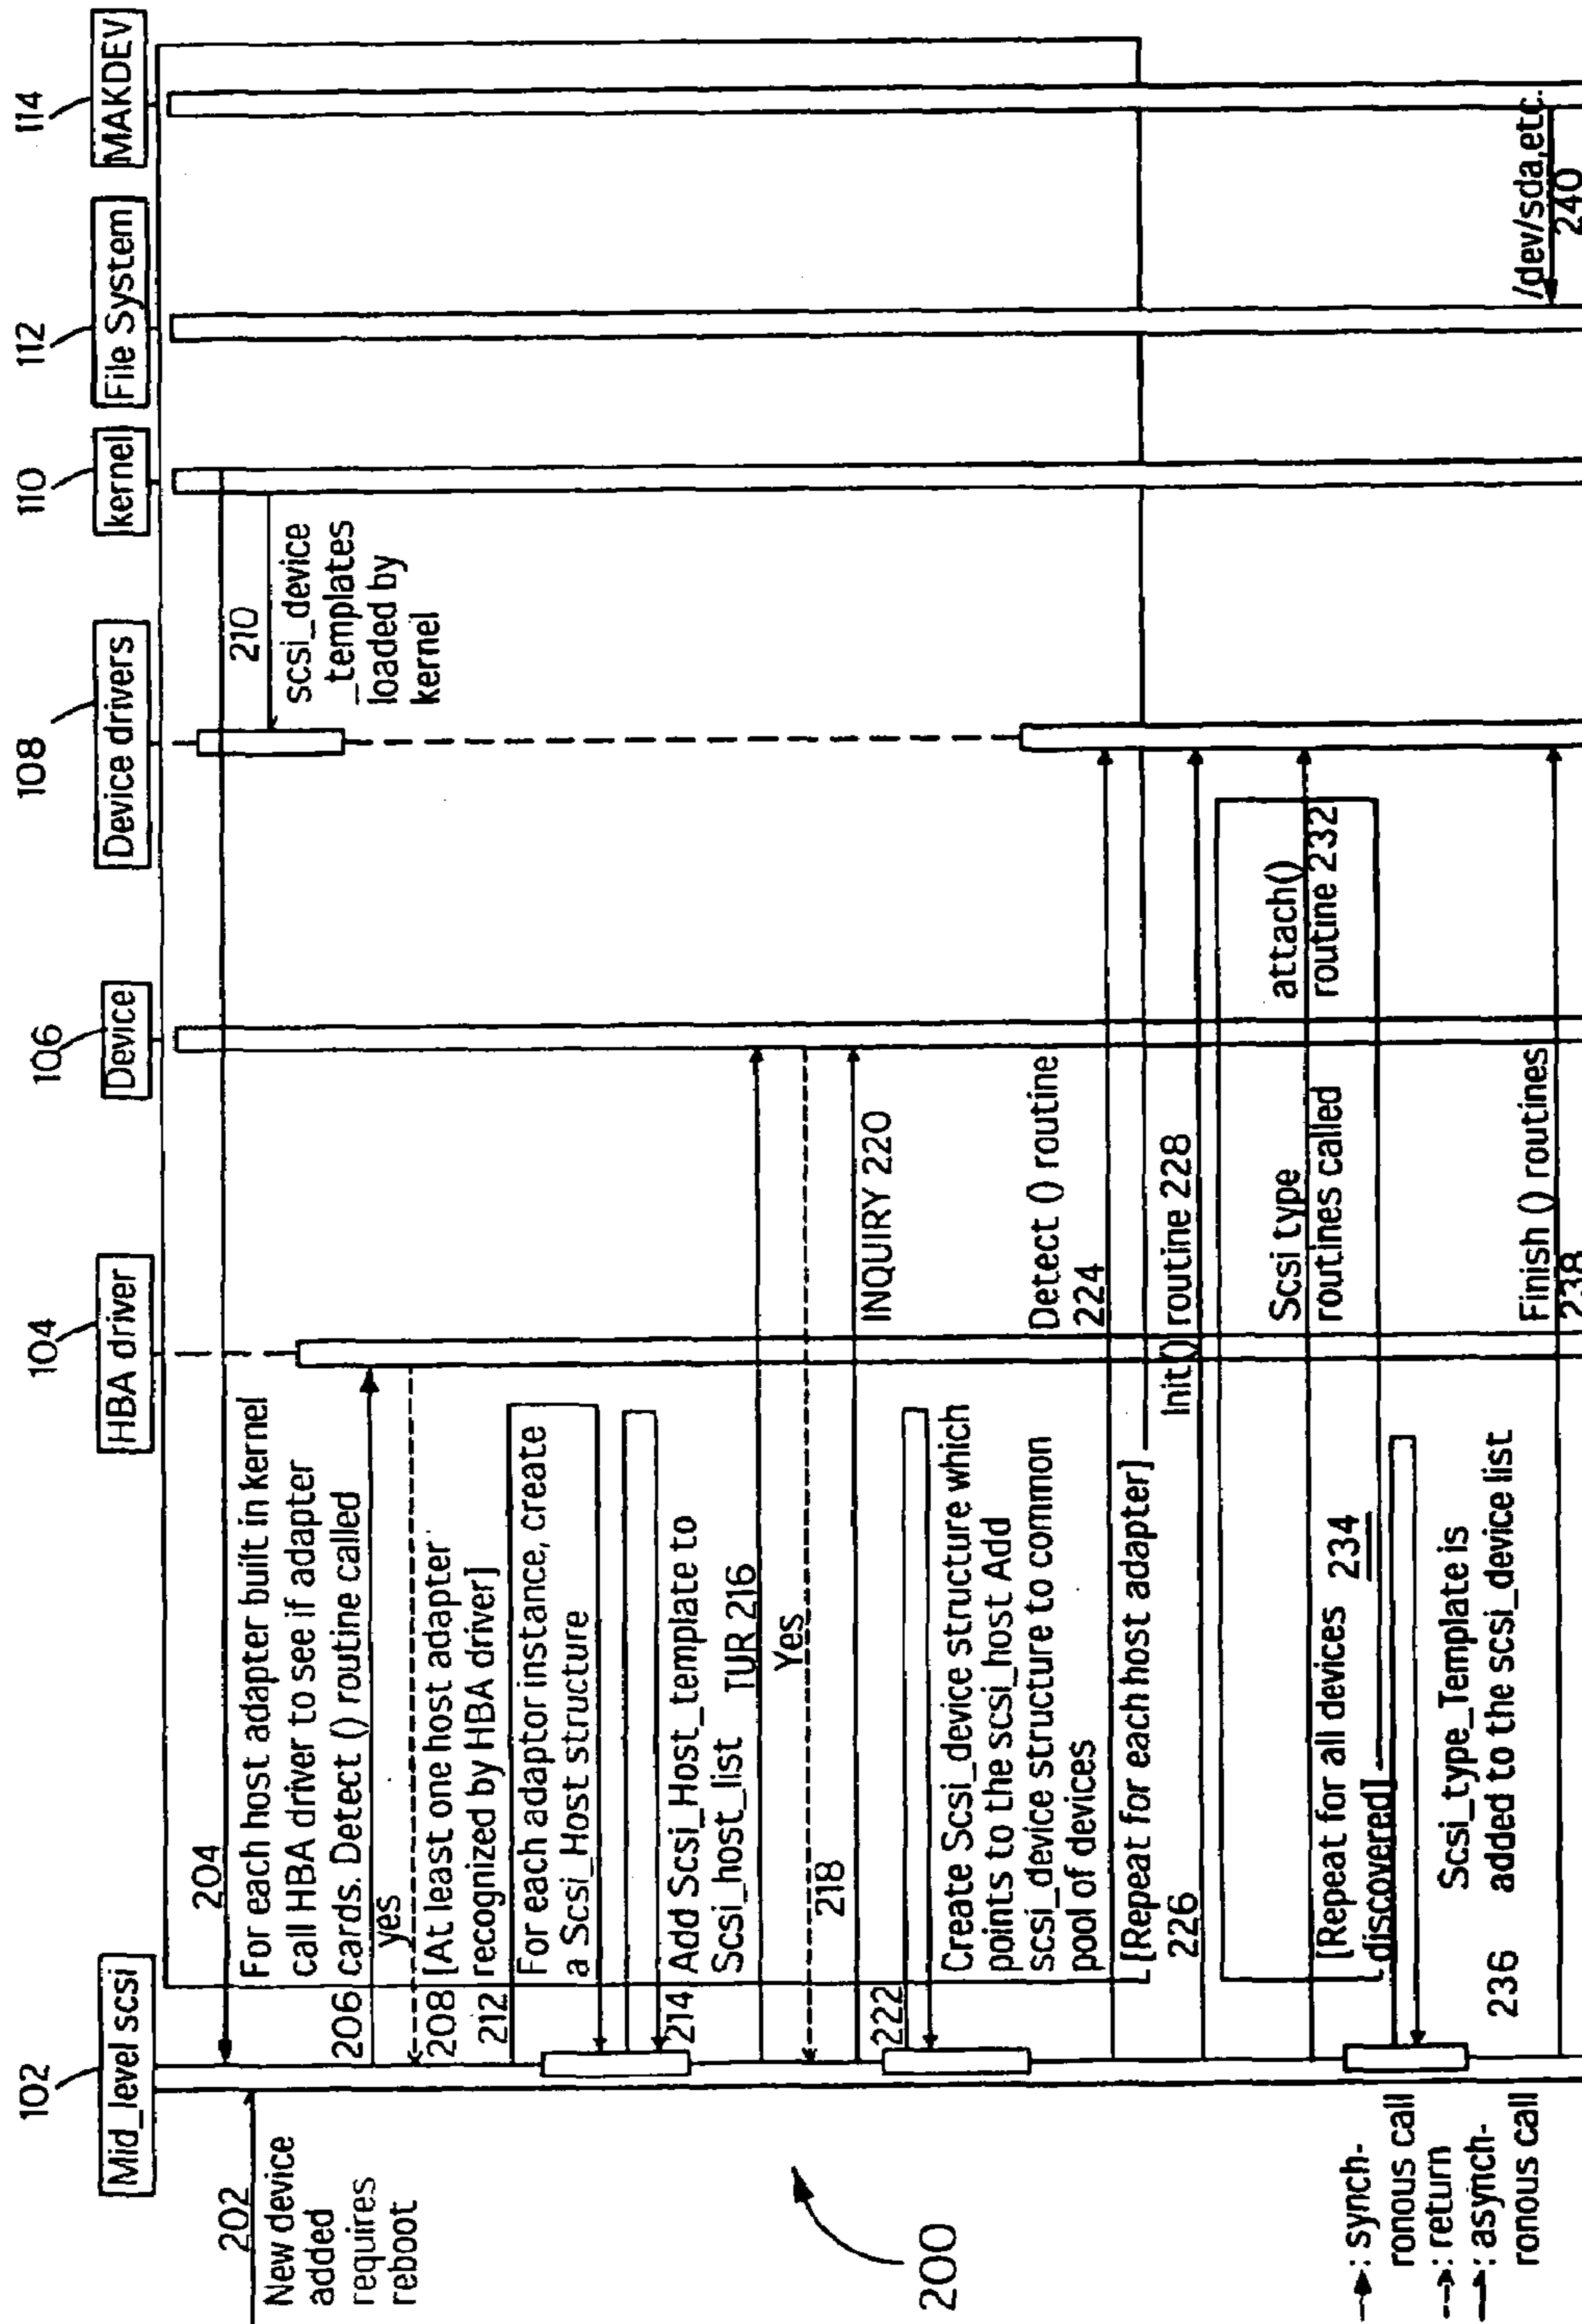 102
104
106
108
110
112
114
Mid_level scsi
HBA driver
Device
Device drivers
kernel
File System
MAKDEV
202
New device
added
requires
reboot
204
For each host adapter built in kernel
call HBA driver to see if adapter
206 cards. Detect () routine called
yes
208 [At least one host adapter
recognized by HBA driver]
210
scsi_device
_templates
loaded by
kernel
212
For each adaptor instance, create
a Scsi_Host structure
214 Add Scsi_Host_template to
Scsi_host_list
TUR 216
Yes
218
INQUIRY 220
222
Create Scsi_device structure which
points to the scsi_host Add
scsi_device structure to common
pool of devices
Detect () routine
224
[Repeat for each host adapter]
226
Init() routine 228
Scsi type
routines called
attach()
routine 232
[Repeat for all devices 234
discovered]
Scsi_type_Template is
236 added to the scsi_device list
Finish () routines
238
/dev/sda,etc.
240
200
: synch-
ronous call
: return
: asynch-
ronous call